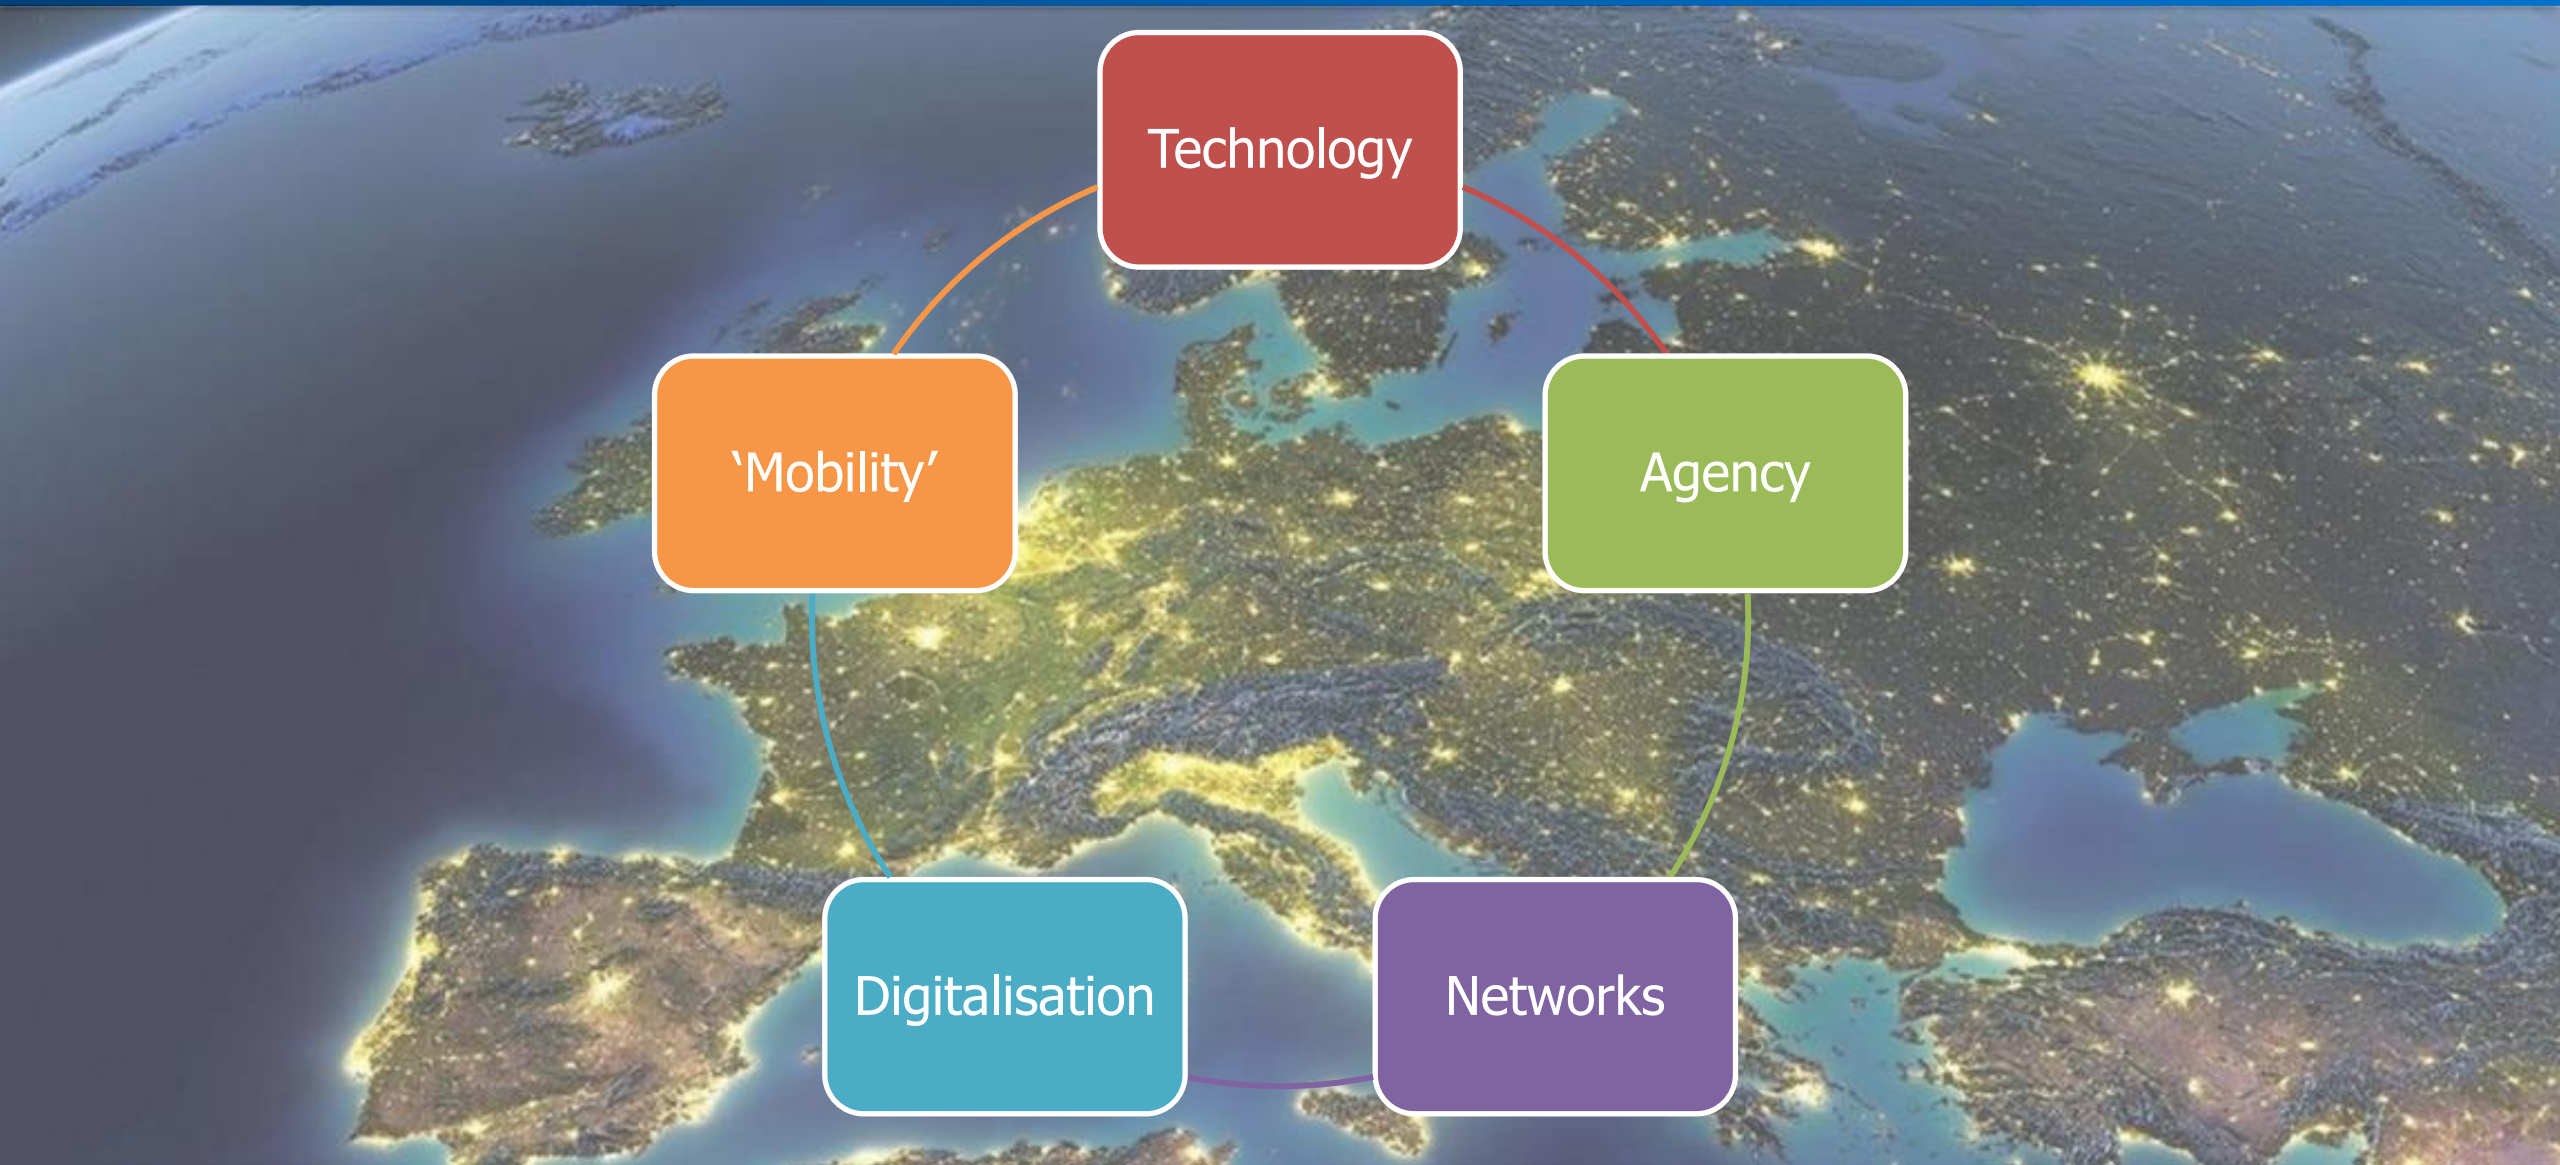 Technology
‘Mobility’
Agency
Digitalisation
Networks